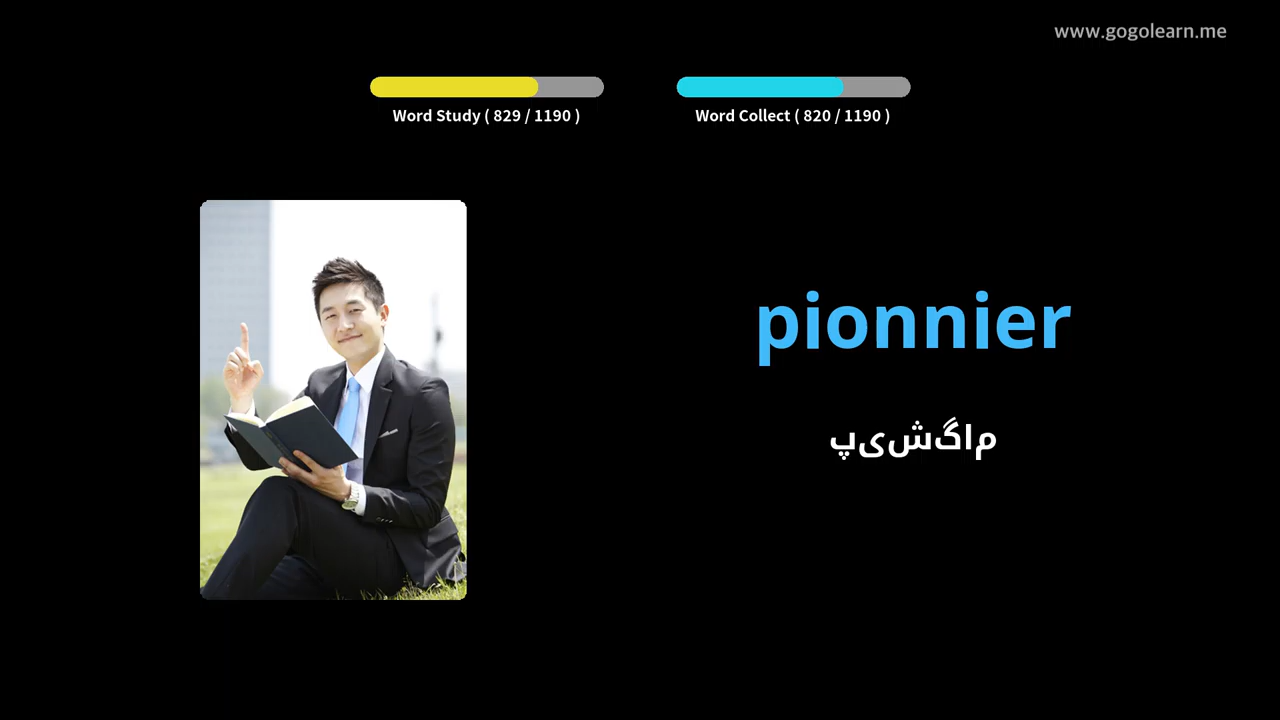 www.gogolearn.me
Word Study ( 829 / 1190 )
Word Collect ( 820 / 1190 )
pionnier
پیشگام